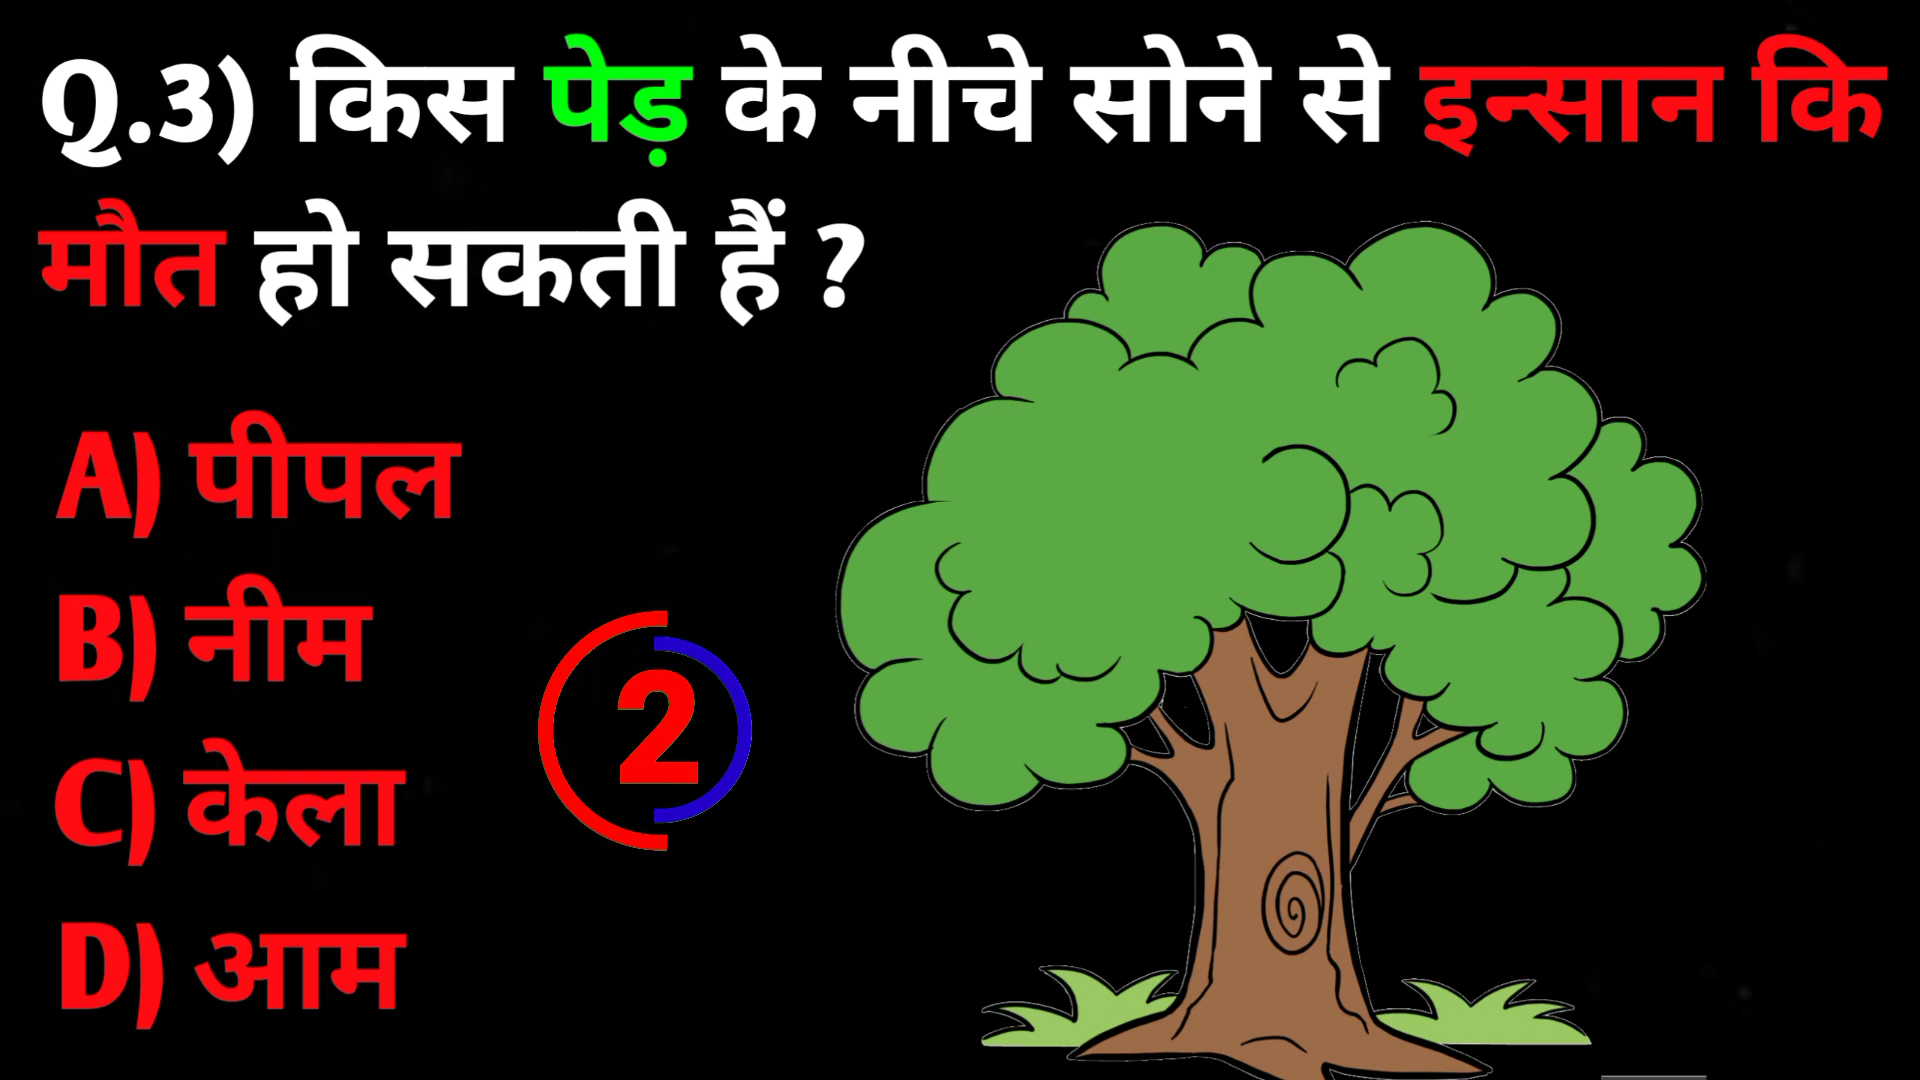 Q.3) किस पेड़ के नीचे सोने से इन्सान कि
मौत हो सकती हैं ?
A) पीपल
B) नीम
C) केला
D) आम
2